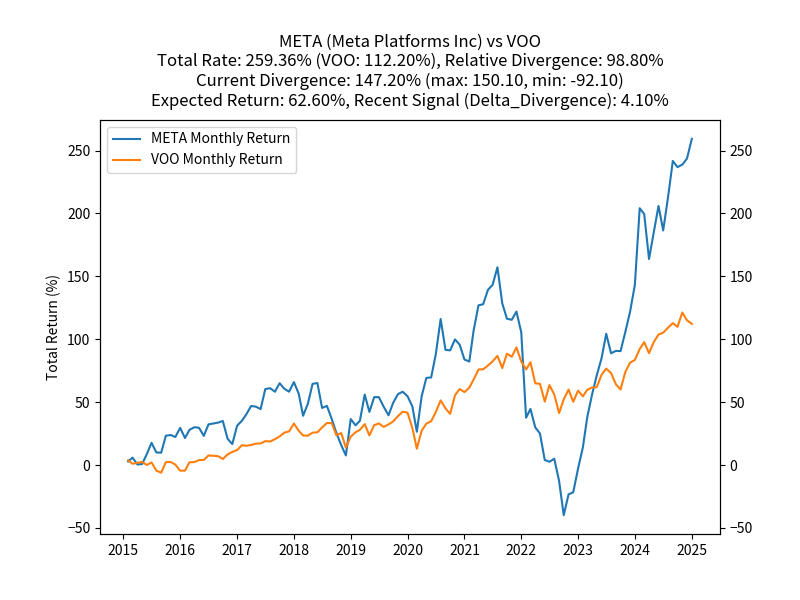 META (Meta Platforms Inc) vs VOO
Total Rate: 259.36% (VOO: 112.20%), Relative Divergence: 98.80%
Current Divergence: 147.20% (max: 150.10, min: -92.10)
Expected Return: 62.60%, Recent Signal (Delta_Divergence): 4.10%
META Monthly Return
VOO Monthly Return
Total Return (%)
250 250
200 200
150 150
100 100
50 50
0 0
−50 −50
2015 2016 2017 2018 2019 2020 2021 2022 2023 2024 2025